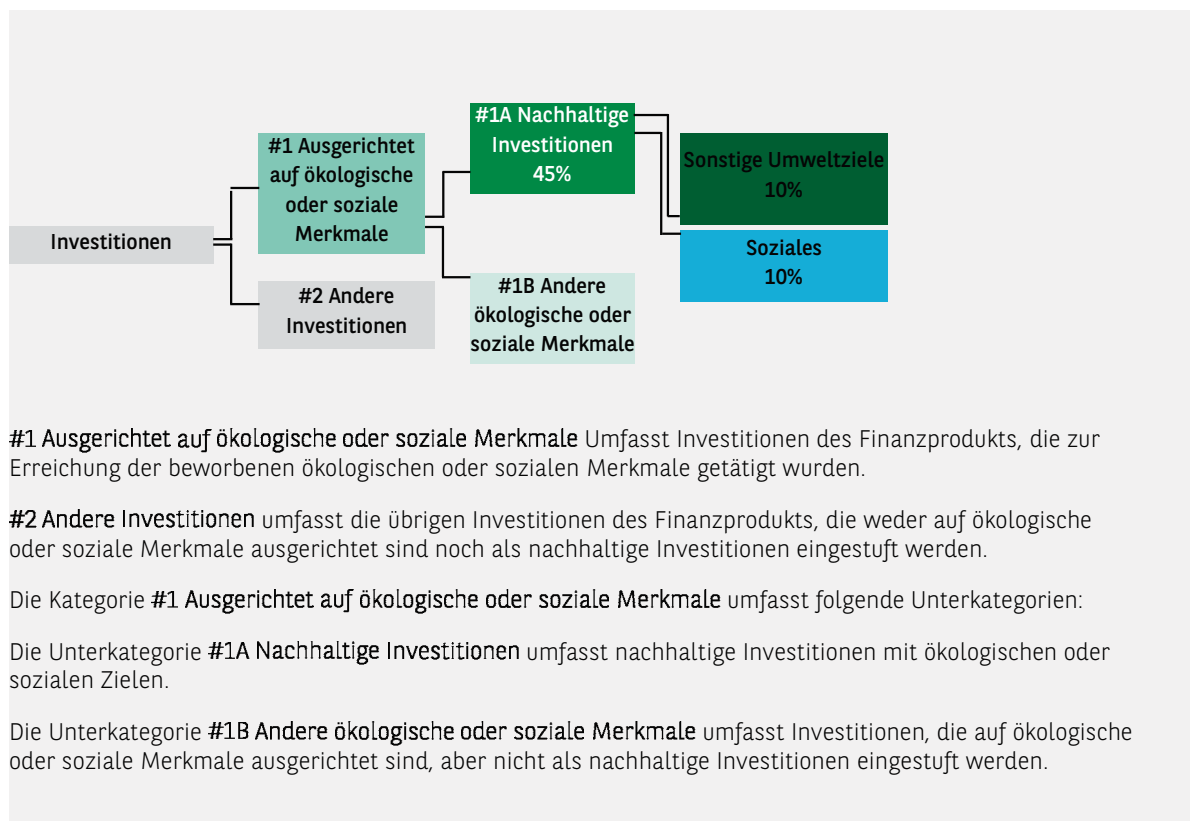 #1A Nachhaltige
Investitionen
45%
#1 Ausgerichtet
auf ökologische
oder soziale
Merkmale
Sonstige Umweltziele
10%
Investitionen
Soziales
10%
#2 Andere
Investitionen
#1B Andere
ökologische oder
soziale Merkmale
#1 Ausgerichtet auf ökologische oder soziale Merkmale Umfasst Investitionen des Finanzprodukts, die zur
Erreichung der beworbenen ökologischen oder sozialen Merkmale getätigt wurden.
#2 Andere Investitionen umfasst die übrigen Investitionen des Finanzprodukts, die weder auf ökologische
oder soziale Merkmale ausgerichtet sind noch als nachhaltige Investitionen eingestuft werden.
Die Kategorie #1 Ausgerichtet auf ökologische oder soziale Merkmale umfasst folgende Unterkategorien:
Die Unterkategorie #1A Nachhaltige Investitionen umfasst nachhaltige Investitionen mit ökologischen oder
sozialen Zielen.
Die Unterkategorie #1B Andere ökologische oder soziale Merkmale umfasst Investitionen, die auf ökologische
oder soziale Merkmale ausgerichtet sind, aber nicht als nachhaltige Investitionen eingestuft werden.